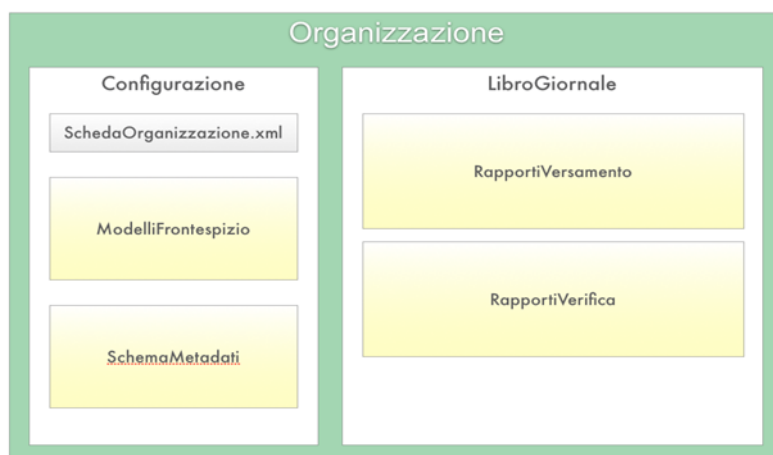 Organizzazione
Configurazione
SchedaOrganizzazione.xml
ModelliFrontespizio
SchemaMetadati
LibroGiornale
RapportiVersamento
RapportiVerifica